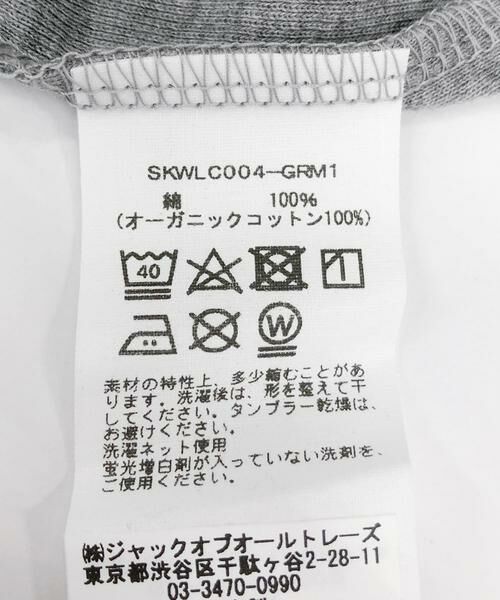 SKWLC004-GRM1
綿 100%
(オーガニックコットン100%)
40
W
素材の特性上、多少縮むことがあ
ります。洗濯後は、形を整えて干
してください。タンブラー乾燥は、
お避けください。
洗濯ネット使用
蛍光増白剤が入っていない洗剤を、
ご使用ください。
㈱ジャックオブオールトレーズ
東京都渋谷区千駄ヶ谷2-28-11
03-3470-0990